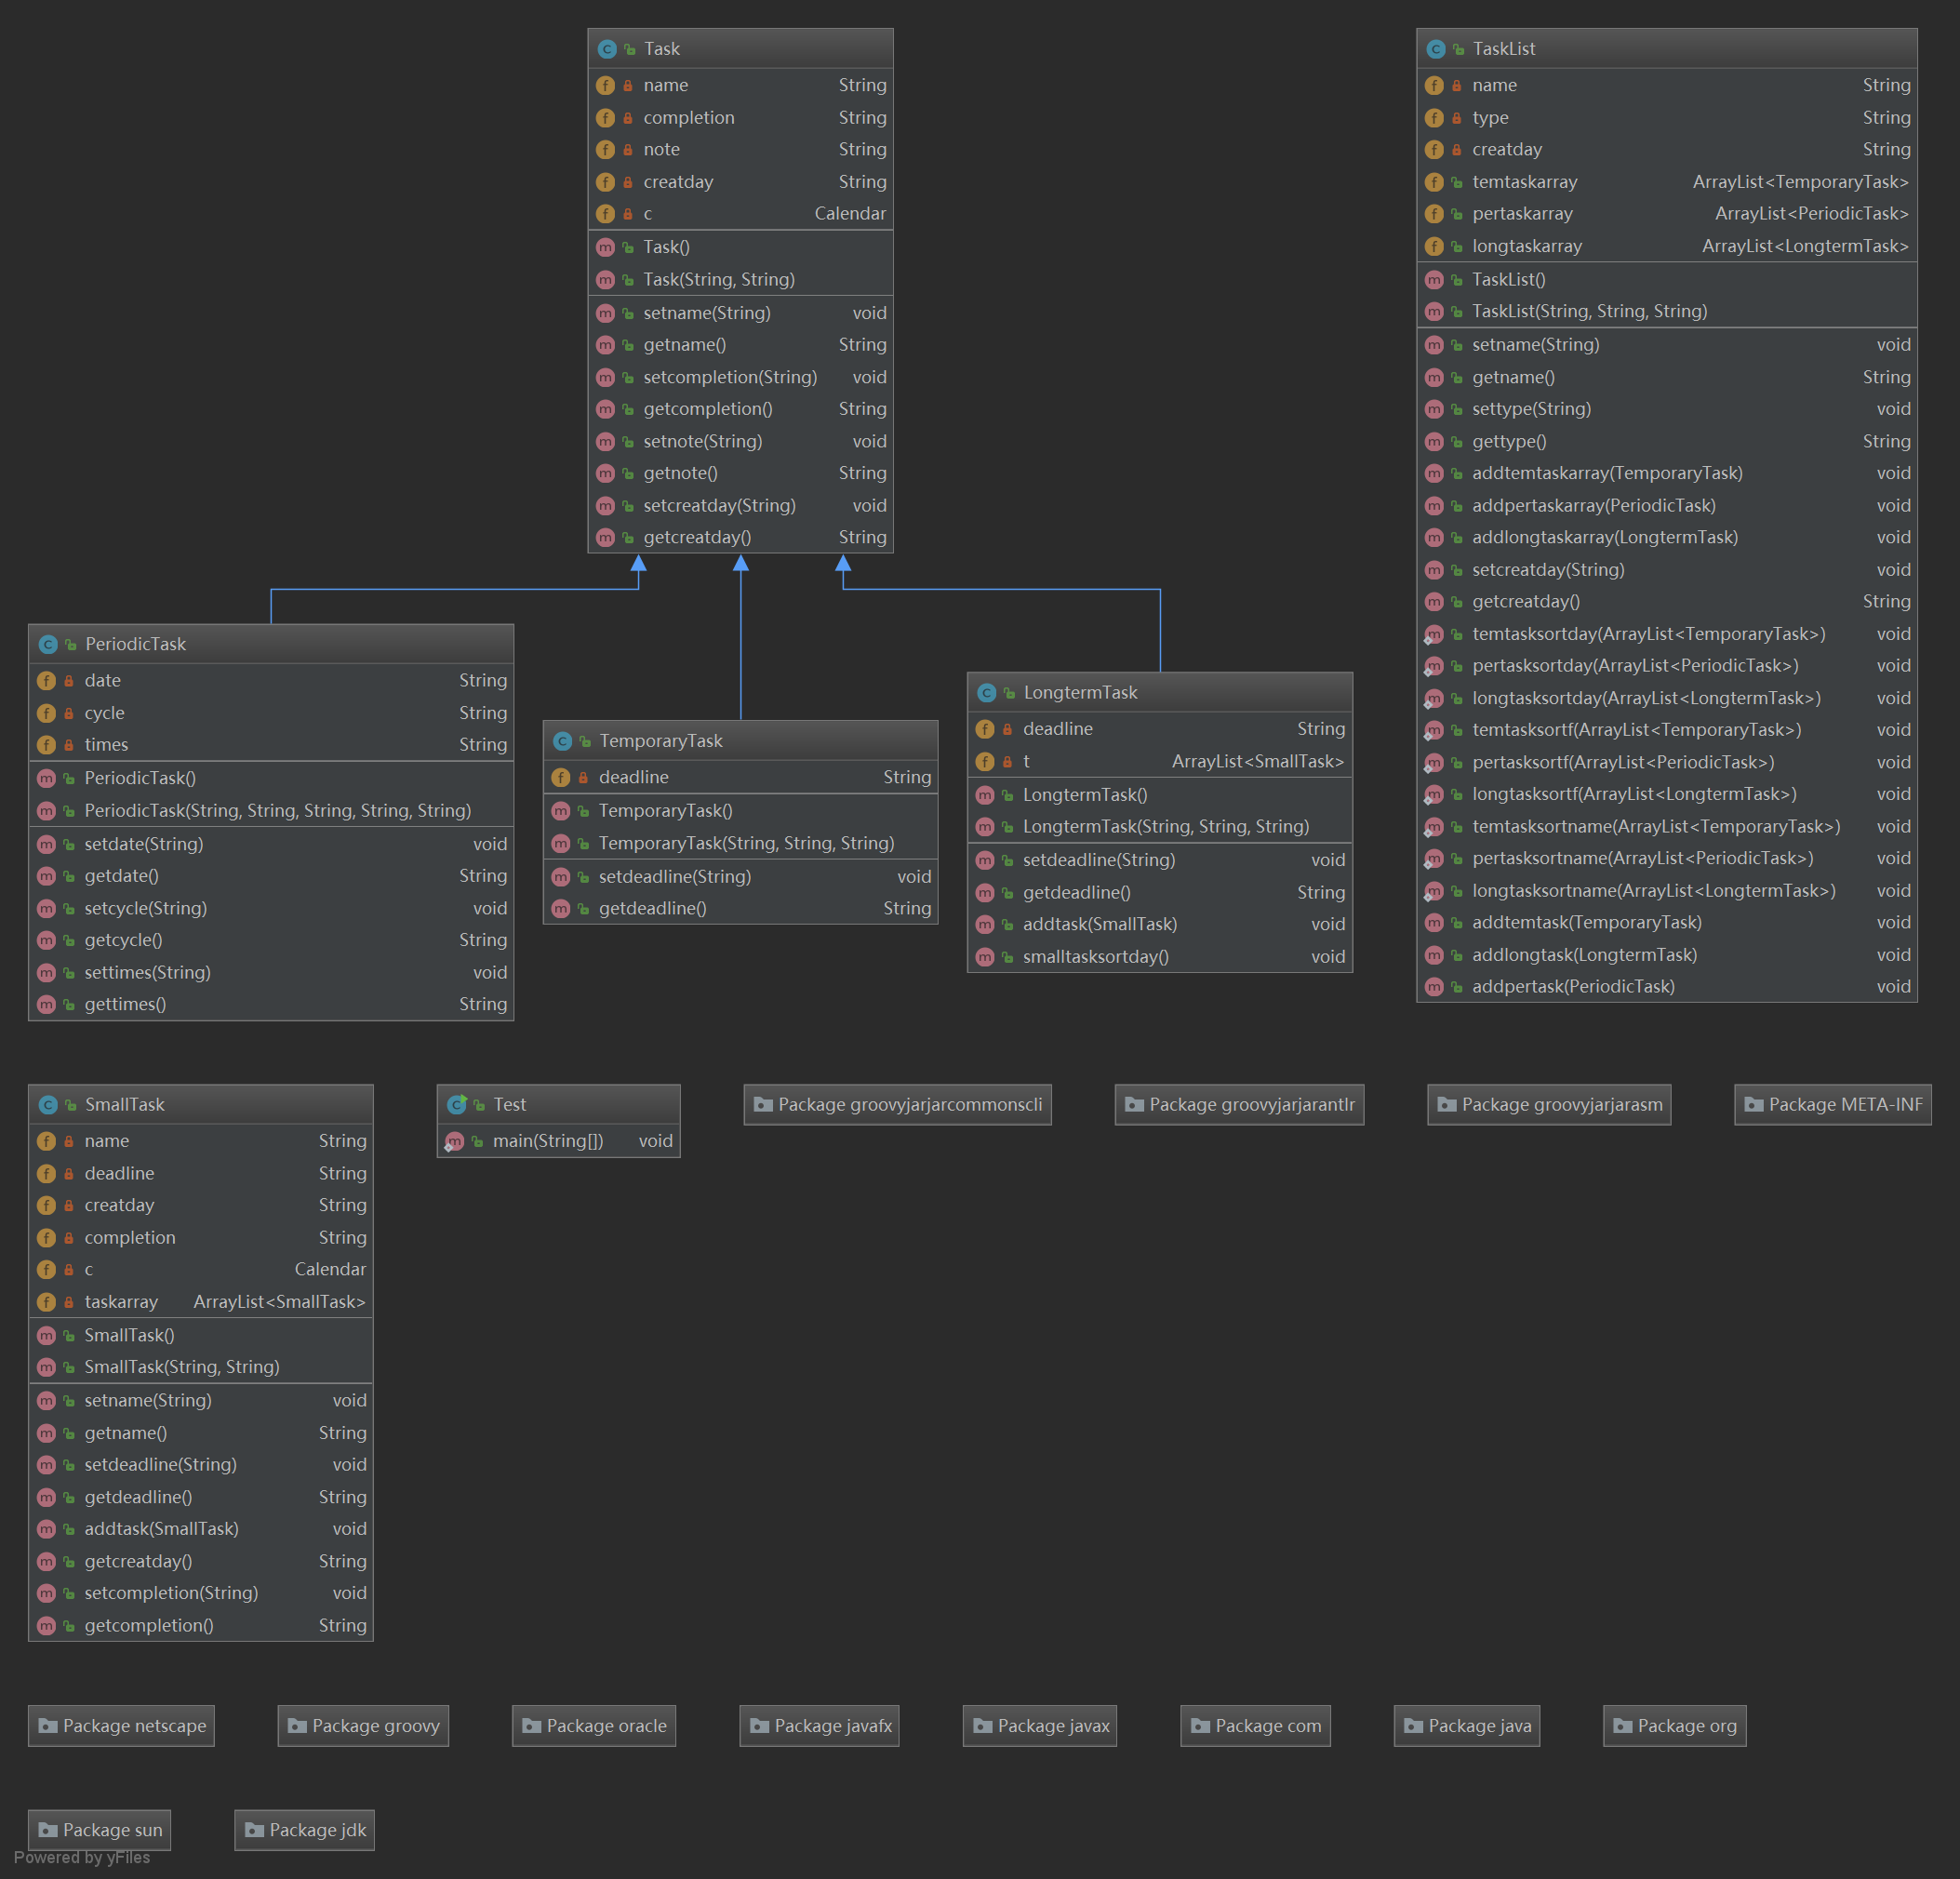 Task
name String
completion String
note String
creatday String
c Calendar
Task()
Task(String, String)
setname(String) void
getname() String
setcompletion(String) void
getcompletion() String
setnote(String) void
getnote() String
setcreatday(String) void
getcreatday() String
TaskList
name String
type String
creatday String
temtaskarray ArrayList<TemporaryTask>
pertaskarray ArrayList<PeriodicTask>
longtaskarray ArrayList<LongtermTask>
TaskList()
TaskList(String, String, String)
setname(String) void
getname() String
settype(String) void
gettype() String
addtemtaskarray(TemporaryTask) void
addpertaskarray(PeriodicTask) void
addlongtaskarray(LongtermTask) void
setcreatday(String) void
getcreatday() String
temtasksortday(ArrayList<TemporaryTask>) void
pertasksortday(ArrayList<PeriodicTask>) void
longtasksortday(ArrayList<LongtermTask>) void
temtasksortf(ArrayList<TemporaryTask>) void
pertasksortf(ArrayList<PeriodicTask>) void
longtasksortf(ArrayList<LongtermTask>) void
temtasksortname(ArrayList<TemporaryTask>) void
pertasksortname(ArrayList<PeriodicTask>) void
longtasksortname(ArrayList<LongtermTask>) void
addtemtask(TemporaryTask) void
addlongtask(LongtermTask) void
addpertask(PeriodicTask) void
PeriodicTask
date String
cycle String
times String
PeriodicTask()
PeriodicTask(String, String, String, String, String)
setdate(String) void
getdate() String
setcycle(String) void
getcycle() String
settimes(String) void
gettimes() String
TemporaryTask
deadline String
TemporaryTask()
TemporaryTask(String, String, String)
setdeadline(String) void
getdeadline() String
LongtermTask
deadline String
t ArrayList<SmallTask>
LongtermTask()
LongtermTask(String, String, String)
setdeadline(String) void
getdeadline() String
addtask(SmallTask) void
smalltasksortday() void
SmallTask
name String
deadline String
creatday String
completion String
c Calendar
taskarray ArrayList<SmallTask>
SmallTask()
SmallTask(String, String)
setname(String) void
getname() String
setdeadline(String) void
getdeadline() String
addtask(SmallTask) void
getcreatday() String
setcompletion(String) void
getcompletion() String
Test
main(String[]) void
Package groovyjarjarcommonscli
Package groovyjarjarantlr
Package groovyjarjarasm
Package META-INF
Package netscape
Package groovy
Package oracle
Package javafx
Package javax
Package com
Package java
Package org
Package sun
Package jdk
Powered by yFiles